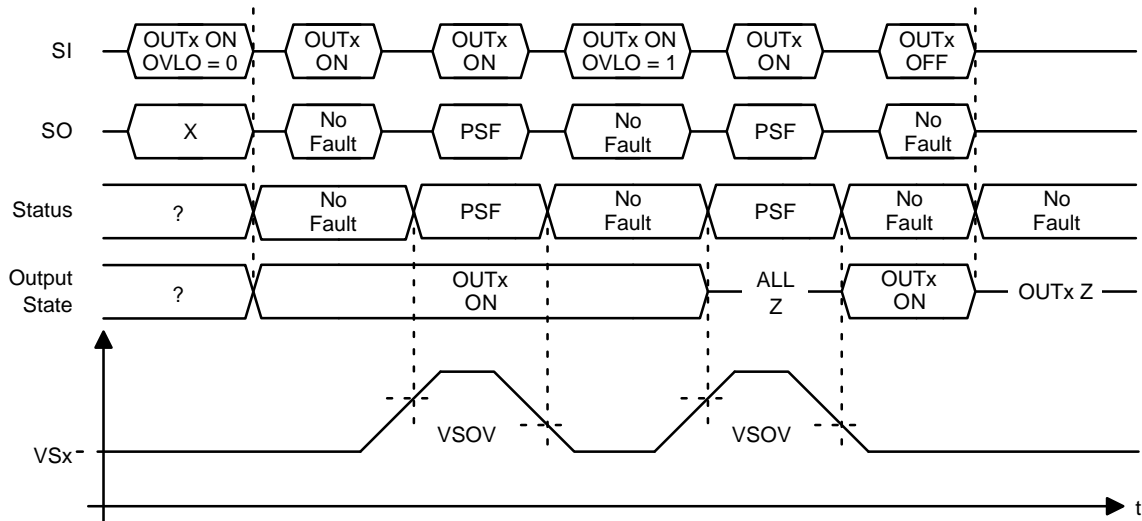 SI
OUTx ON
OVLO = 0
OUTx
ON
OUTx
ON
OUTx ON
OVLO = 1
OUTx
ON
OUTx
OFF
SO
X
No
Fault
PSF
No
Fault
PSF
No
Fault
Status
?
No
Fault
PSF
No
Fault
PSF
No
Fault
No
Fault
Output
State
?
OUTx
ON
ALL
Z
OUTx
ON
OUTx Z
VSOV
VSOV
VSx
t